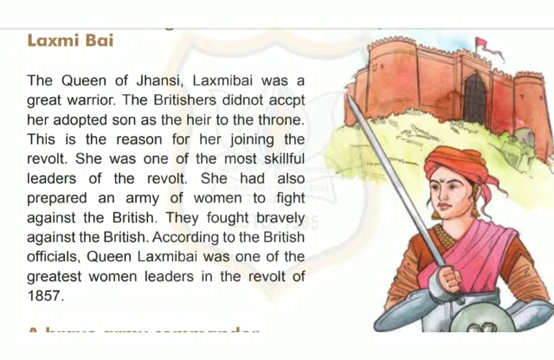 Laxmi Bai
The Queen of Jhansi, Laxmibai was a
great warrior. The Britishers didnot accpt
her adopted son as the heir to the throne.
This is the reason for her joining the
revolt. She was one of the most skillful
leaders of the revolt. She had also
prepared an army of women to fight
against the British. They fought bravely
against the British. According to the British
officials, Queen Laxmibai was one of the
greatest women leaders in the revolt of
1857.
A brave army commander